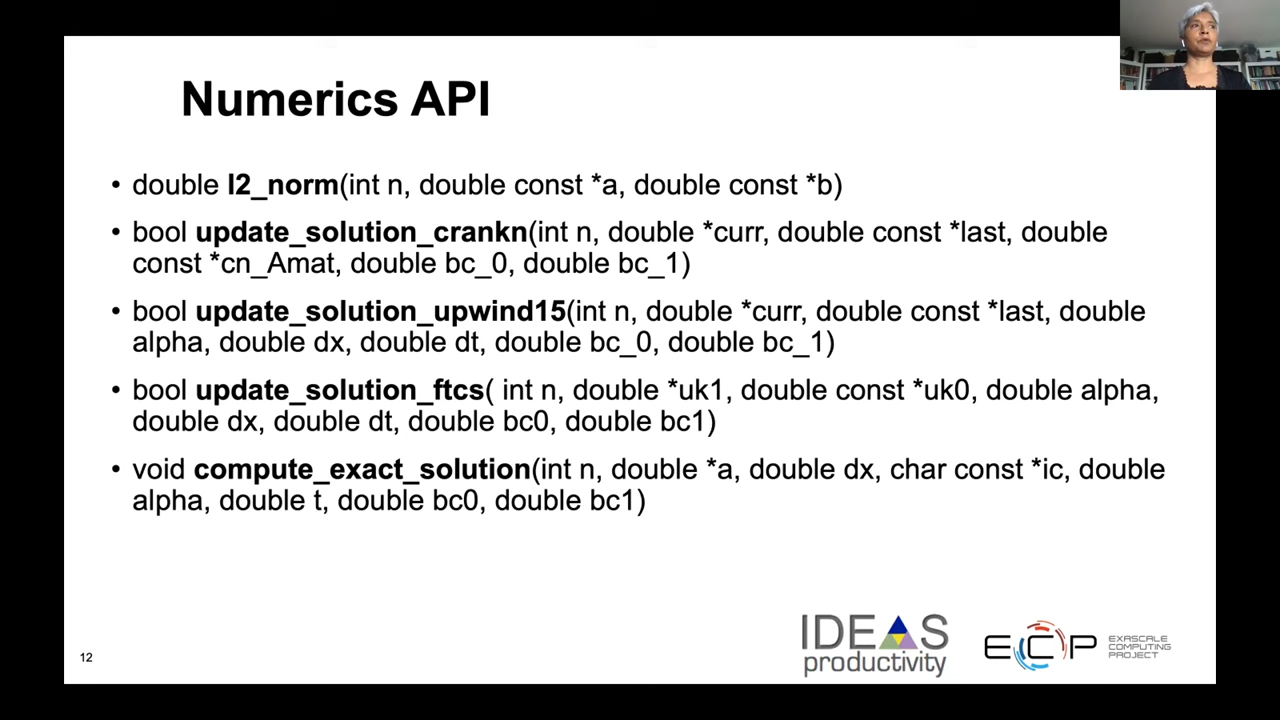 Numerics API
• double l2_norm(int n, double const *a, double const *b)
• bool update_solution_crankn(int n, double *curr, double const *last, double
const *cn_Amat, double bc_0, double bc_1)
• bool update_solution_upwind15(int n, double *curr, double const *last, double
alpha, double dx, double dt, double bc_0, double bc_1)
• bool update_solution_ftcs( int n, double *uk1, double const *uk0, double alpha,
double dx, double dt, double bc0, double bc1)
• void compute_exact_solution(int n, double *a, double dx, char const *ic, double
alpha, double t, double bc0, double bc1)
12
IDEAS
productivity
ECP
EXASCALE
COMPUTING
PROJECT